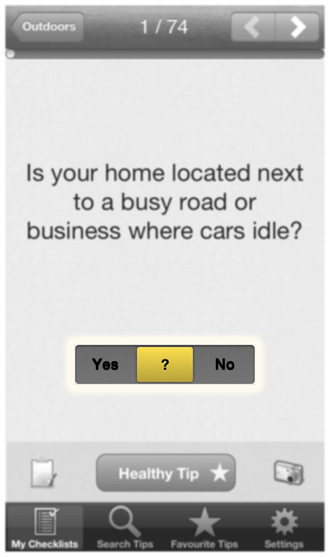 Outdoors 1 / 74
Is your home located next
to a busy road or
business where cars idle?
Yes ? No
Healthy Tip
My Checklists Search Tips Favourite Tips Settings